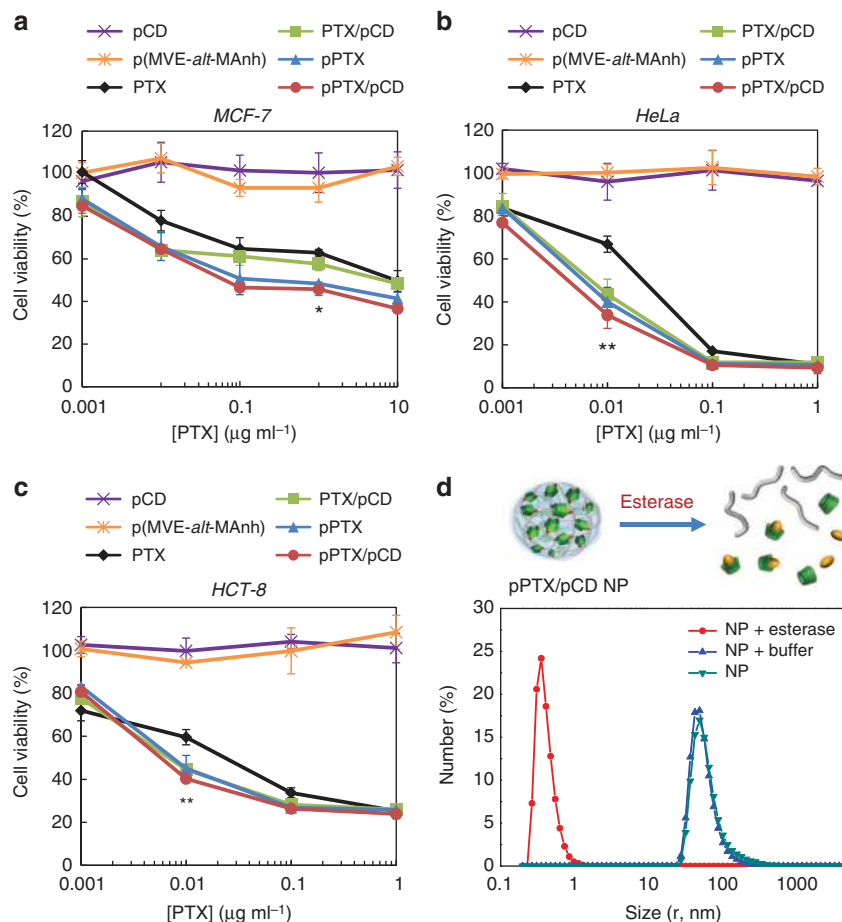 a
pCD
PTX/pCD
p(MVE-alt-MAnh)
pPTX
PTX
pPTX/pCD
MCF-7
120
100
80
60
40
20
0
Cell viability (%)
*
0.001
0.1
10
[PTX] (μg ml⁻¹)
b
pCD
PTX/pCD
p(MVE-alt-MAnh)
pPTX
PTX
pPTX/pCD
HeLa
120
100
80
60
40
20
0
Cell viability (%)
**
0.001
0.01
0.1
1
[PTX] (μg ml⁻¹)
c
pCD
PTX/pCD
p(MVE-alt-MAnh)
pPTX
PTX
pPTX/pCD
HCT-8
120
100
80
60
40
20
0
Cell viability (%)
**
0.001
0.01
0.1
1
[PTX] (μg ml⁻¹)
d
Esterase
pPTX/pCD NP
30
25
20
15
10
5
0
Number (%)
NP + esterase
NP + buffer
NP
0.1
1
10
100
1000
Size (r, nm)